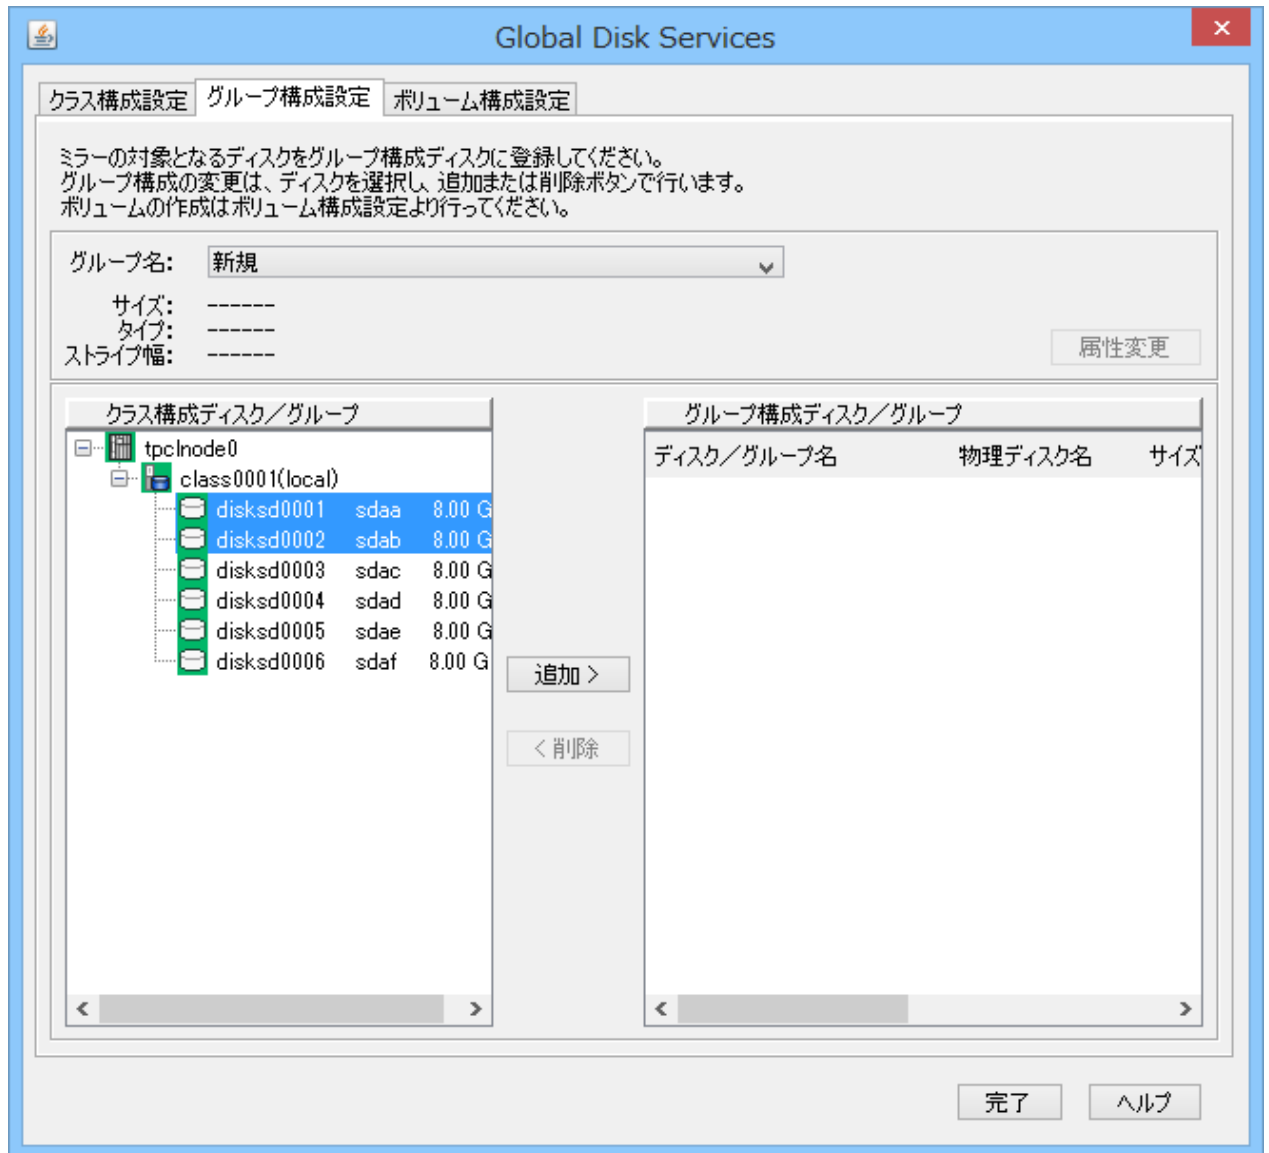 Global Disk Services
クラス構成設定 グループ構成設定 ボリューム構成設定
ミラーの対象となるディスクをグループ構成ディスクに登録してください。
グループ構成の変更は、ディスクを選択し、追加または削除ボタンで行います。
ボリュームの作成はボリューム構成設定より行ってください。
グループ名: 新規
サイズ: ------
タイプ: ------
ストライプ幅: ------
属性変更
クラス構成ディスク／グループ
tpclnode0
class0001(local)
disksd0001 sdaa 8.00 G
disksd0002 sdab 8.00 G
disksd0003 sdac 8.00 G
disksd0004 sdad 8.00 G
disksd0005 sdae 8.00 G
disksd0006 sdaf 8.00 G
追加 >
< 削除
グループ構成ディスク／グループ
ディスク／グループ名 物理ディスク名 サイズ
完了 ヘルプ